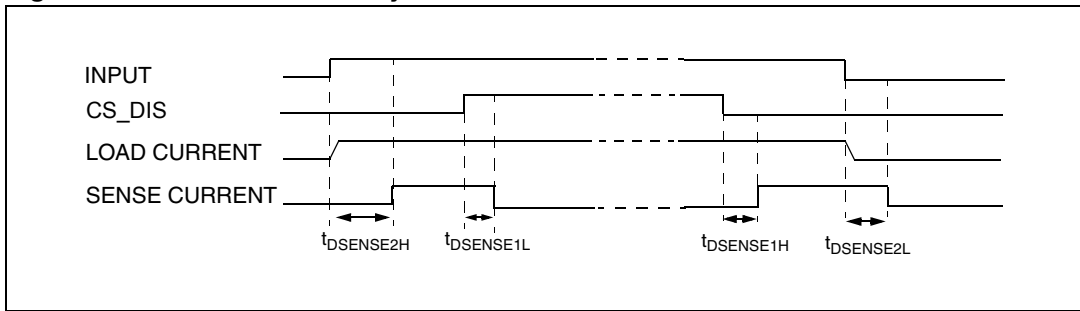 INPUT
CS_DIS
LOAD CURRENT
SENSE CURRENT
tDSENSE2H
tDSENSE1L
tDSENSE1H
tDSENSE2L